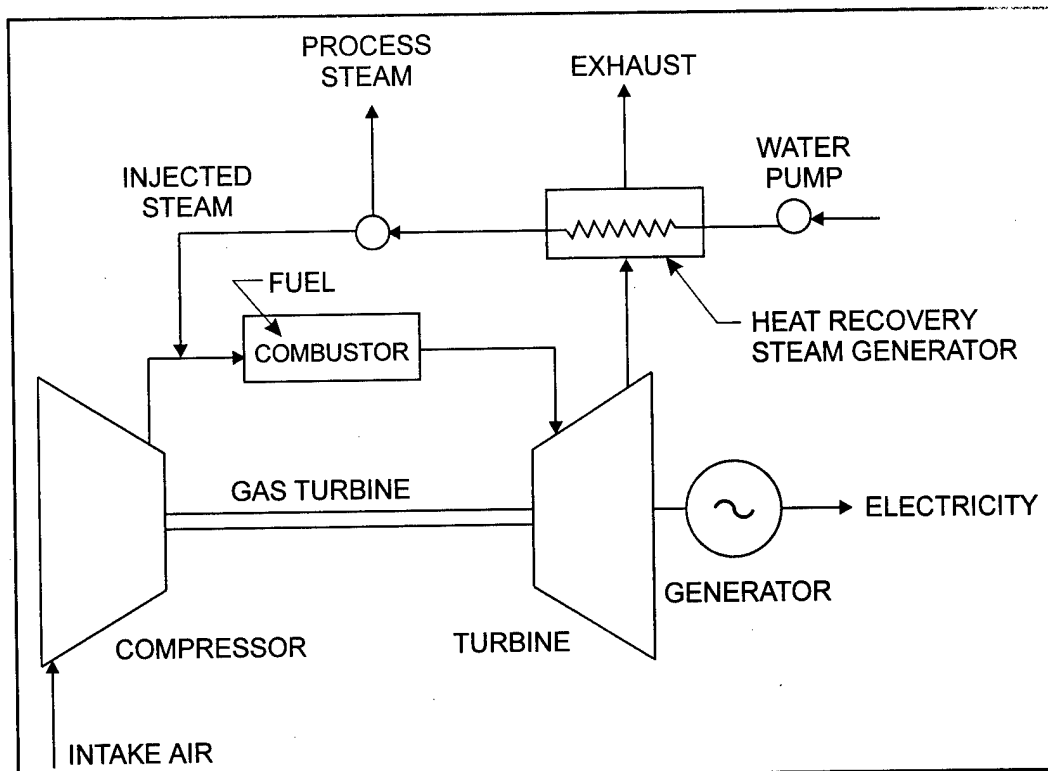 PROCESS
STEAM
EXHAUST
WATER
PUMP
INJECTED
STEAM
FUEL
COMBUSTOR
HEAT RECOVERY
STEAM GENERATOR
GAS TURBINE
ELECTRICITY
GENERATOR
COMPRESSOR
TURBINE
INTAKE AIR